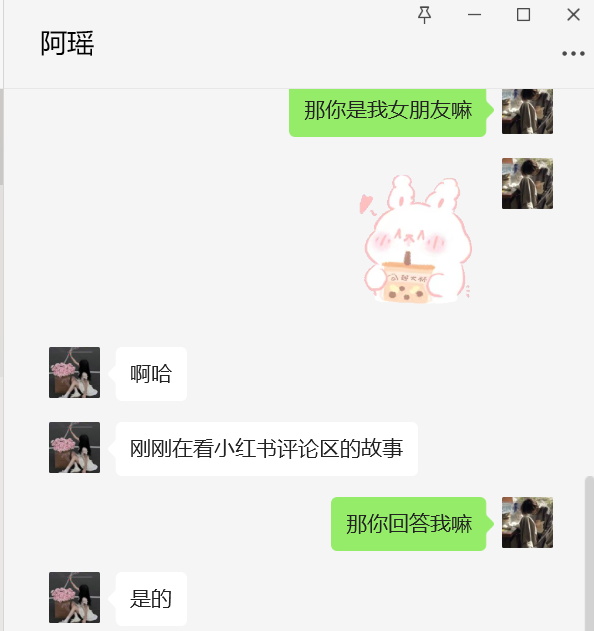 阿瑶
那你是我女朋友嘛
啊哈
刚刚在看小红书评论区的故事
那你回答我嘛
是的